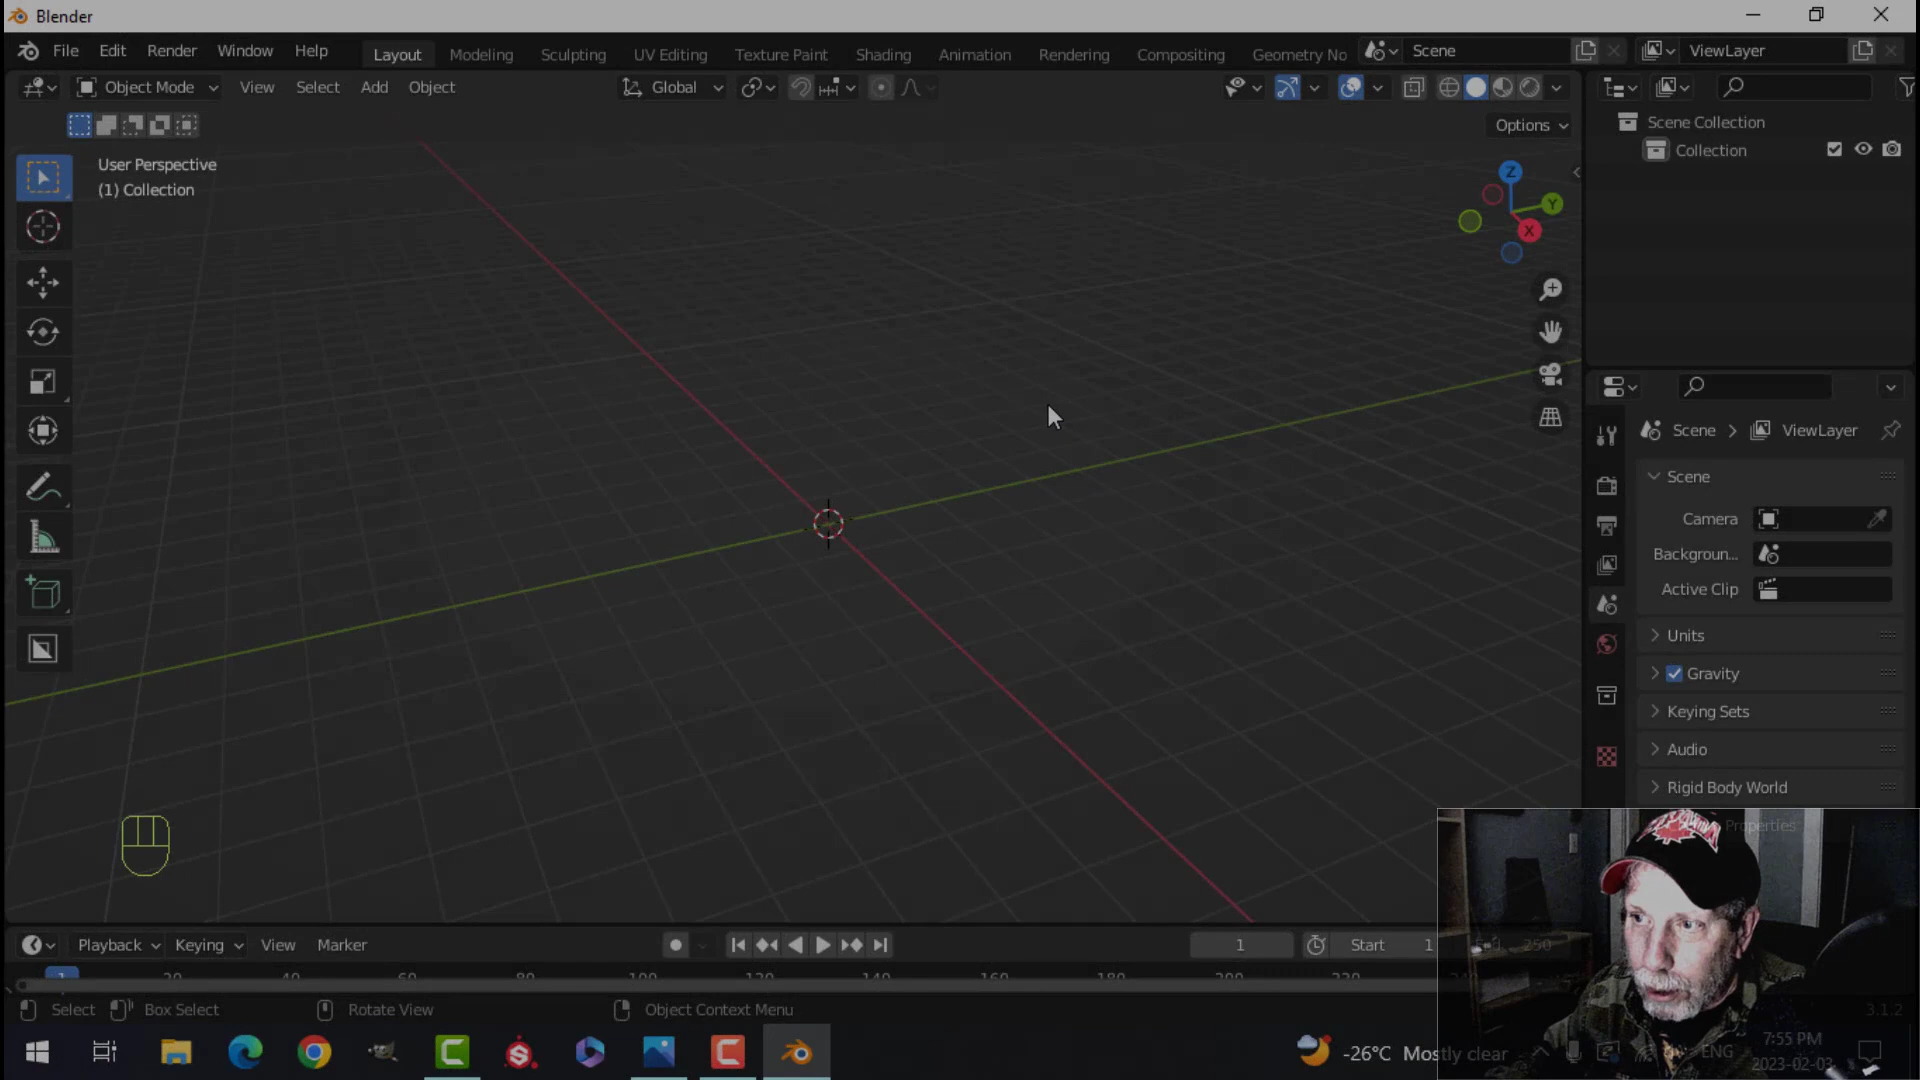 Blender
File Edit Render Window Help Layout Modeling Sculpting UV Editing Texture Paint Shading Animation Rendering Compositing Geometry No Scene ViewLayer
Object Mode View Select Add Object Global
Options
User Perspective
(1) Collection
Z
Y
X
Scene Collection
Collection
Scene ViewLayer
Scene
Camera
Backgroun...
Active Clip
Units
Gravity
Keying Sets
Audio
Rigid Body World
Properties
Playback Keying View Marker 1 Start 1 End 250
1 20 40 60 80 100 120 140 160 180 200 220 240
Select Box Select Rotate View Object Context Menu 3.1.2
-26°C Mostly clear ENG 7:55 PM
2023-02-03